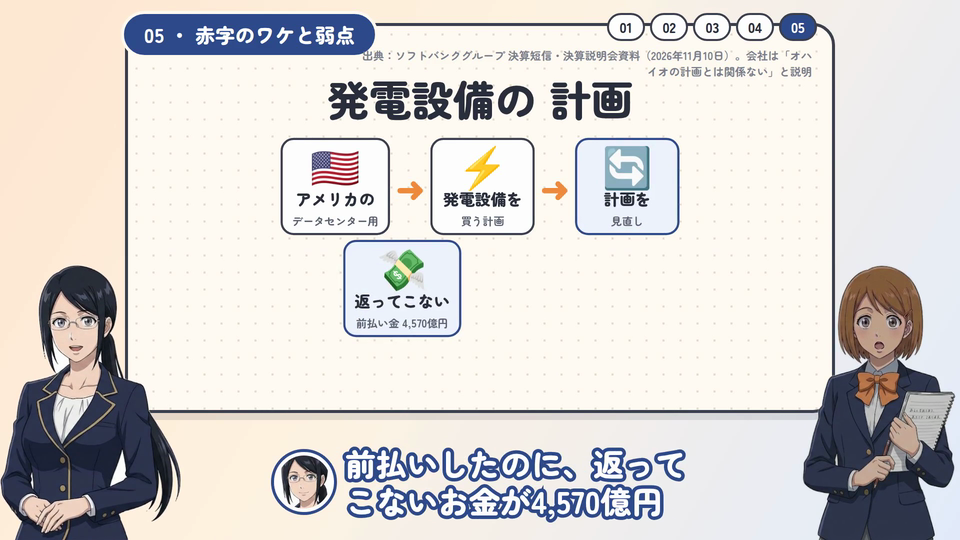 05 ・ 赤字のワケと弱点
01 02 03 04 05
出典：ソフトバンクグループ 決算短信・決算説明会資料（2026年11月10日）。会社は「オハ
イオの計画とは関係ない」と説明
発電設備の 計画
アメリカの
データセンター用
発電設備を
買う計画
計画を
見直し
返ってこない
前払い金 4,570億円
前払いしたのに、返って
こないお金が4,570億円